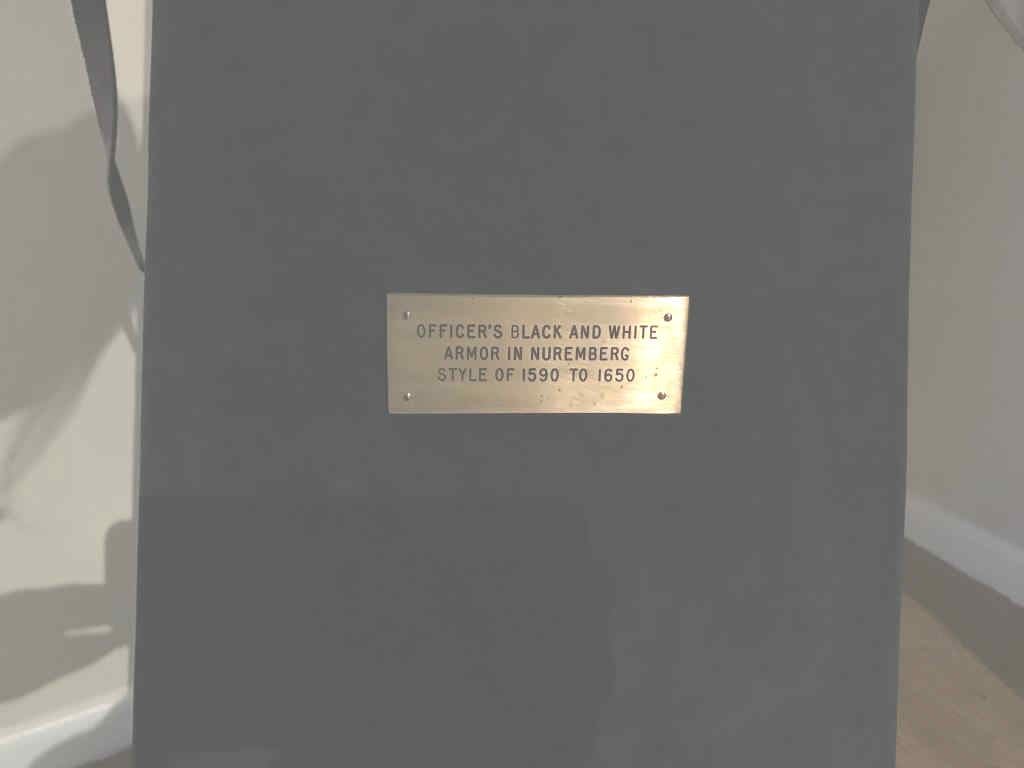 OFFICER'S BLACK AND WHITE
ARMOR IN NUREMBERG
STYLE OF 1590 TO 1650